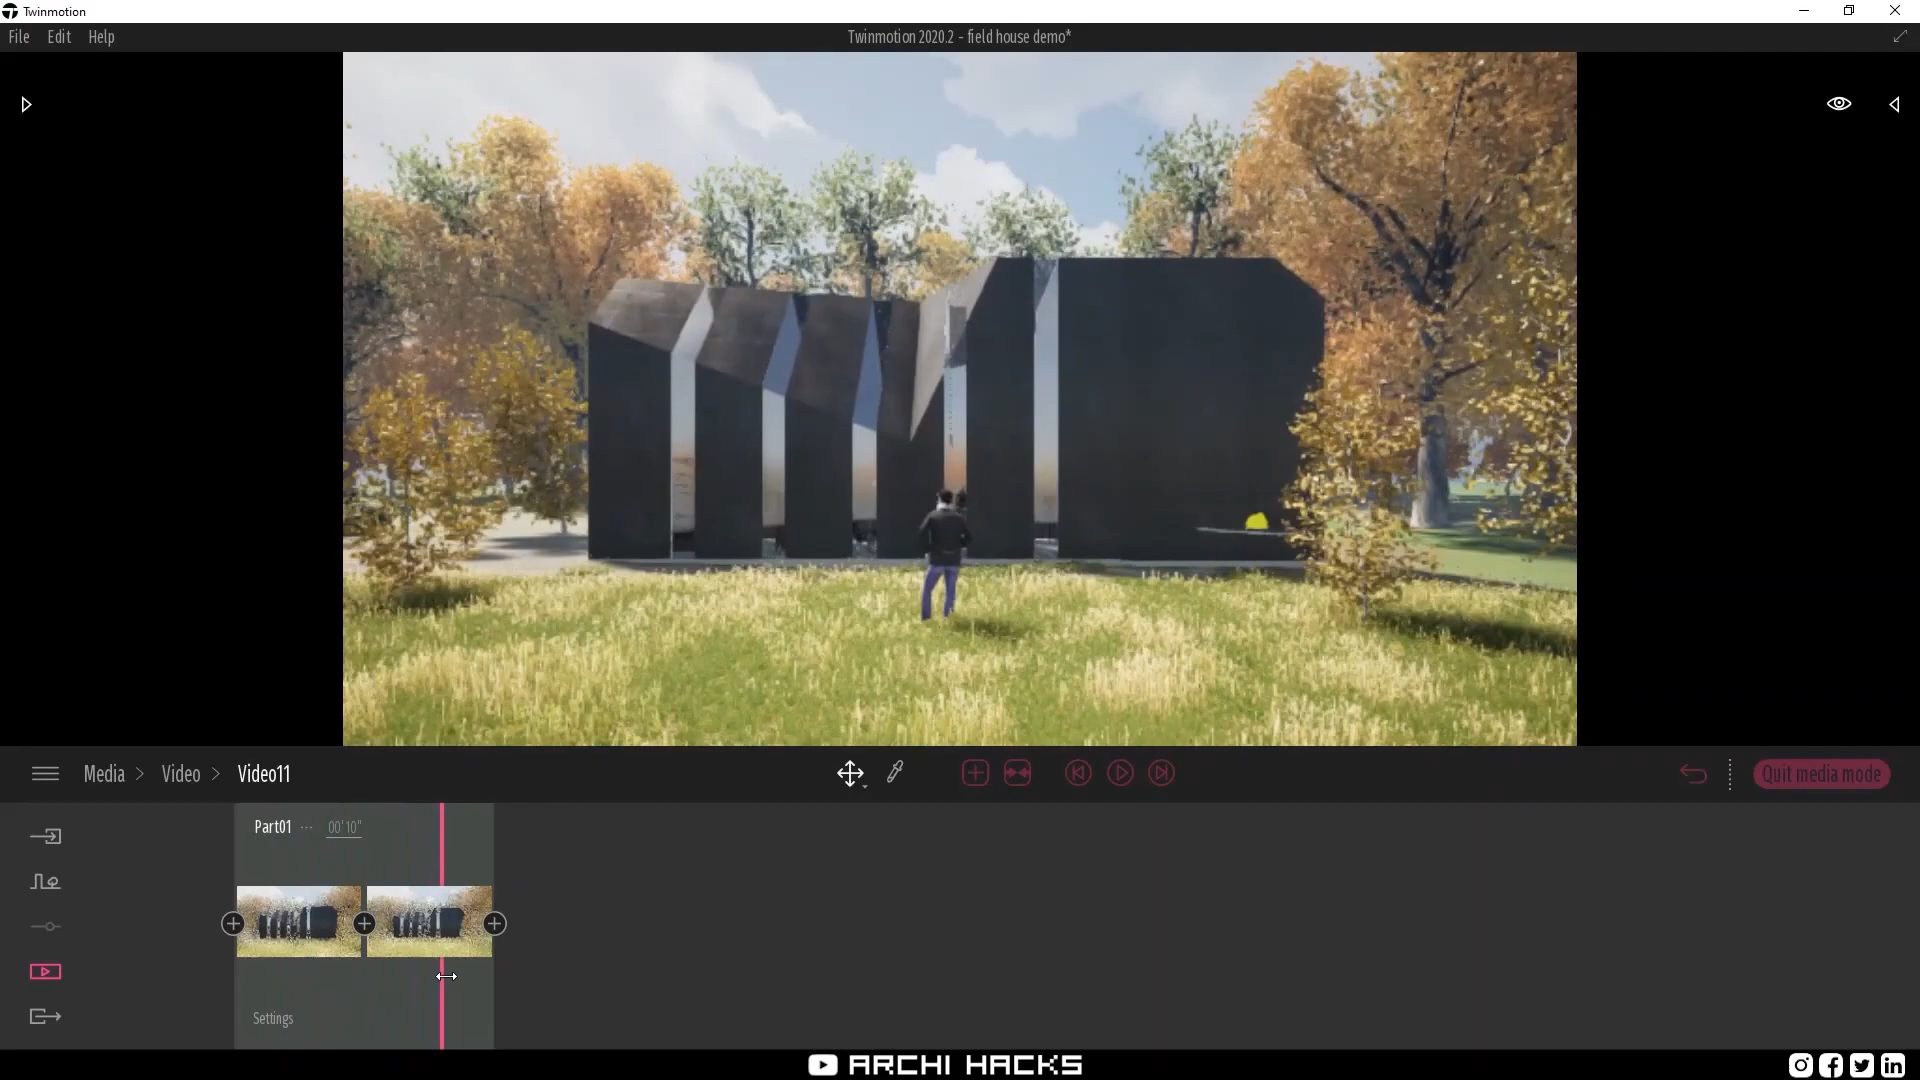 Twinmotion
File Edit Help
Twinmotion 2020.2 - field house demo*
Media > Video > Video11
Quit media mode
Part01 ··· 00'10"
Settings
ARCHI HACKS